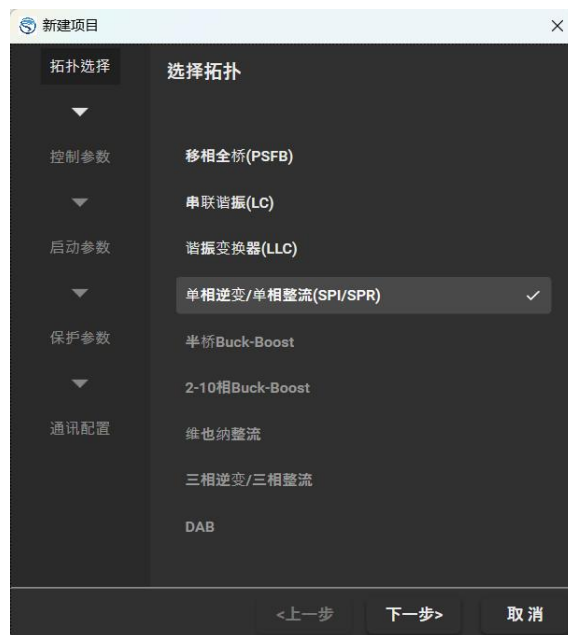 新建项目
拓扑选择
选择拓扑
控制参数
启动参数
保护参数
通讯配置
移相全桥(PSFB)
串联谐振(LC)
谐振变换器(LLC)
单相逆变/单相整流(SPI/SPR)
半桥Buck-Boost
2-10相Buck-Boost
维也纳整流
三相逆变/三相整流
DAB
<上一步
下一步>
取 消